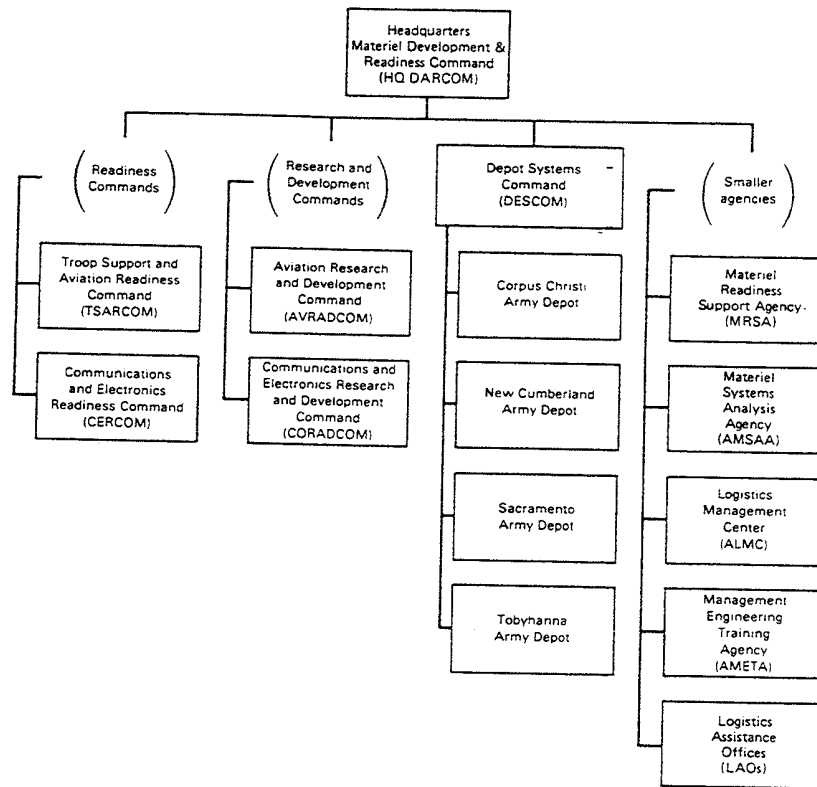 Headquarters
Materiel Development &
Readiness Command
(HQ DARCOM)
(Readiness
Commands)
Troop Support and
Aviation Readiness
Command
(TSARCOM)
Communications
and Electronics
Readiness Command
(CERCOM)
(Research and
Development
Commands)
Aviation Research
and Development
Command
(AVRADCOM)
Communications and
Electronics Research
and Development
Command
(CORADCOM)
Depot Systems
Command
(DESCOM)
Corpus Christi
Army Depot
New Cumberland
Army Depot
Sacramento
Army Depot
Tobyhanna
Army Depot
(Smaller
agencies)
Materiel
Readiness
Support Agency
(MRSA)
Materiel
Systems
Analysis
Agency
(AMSAA)
Logistics
Management
Center
(ALMC)
Management
Engineering
Training
Agency
(AMETA)
Logistics
Assistance
Offices
(LAOs)